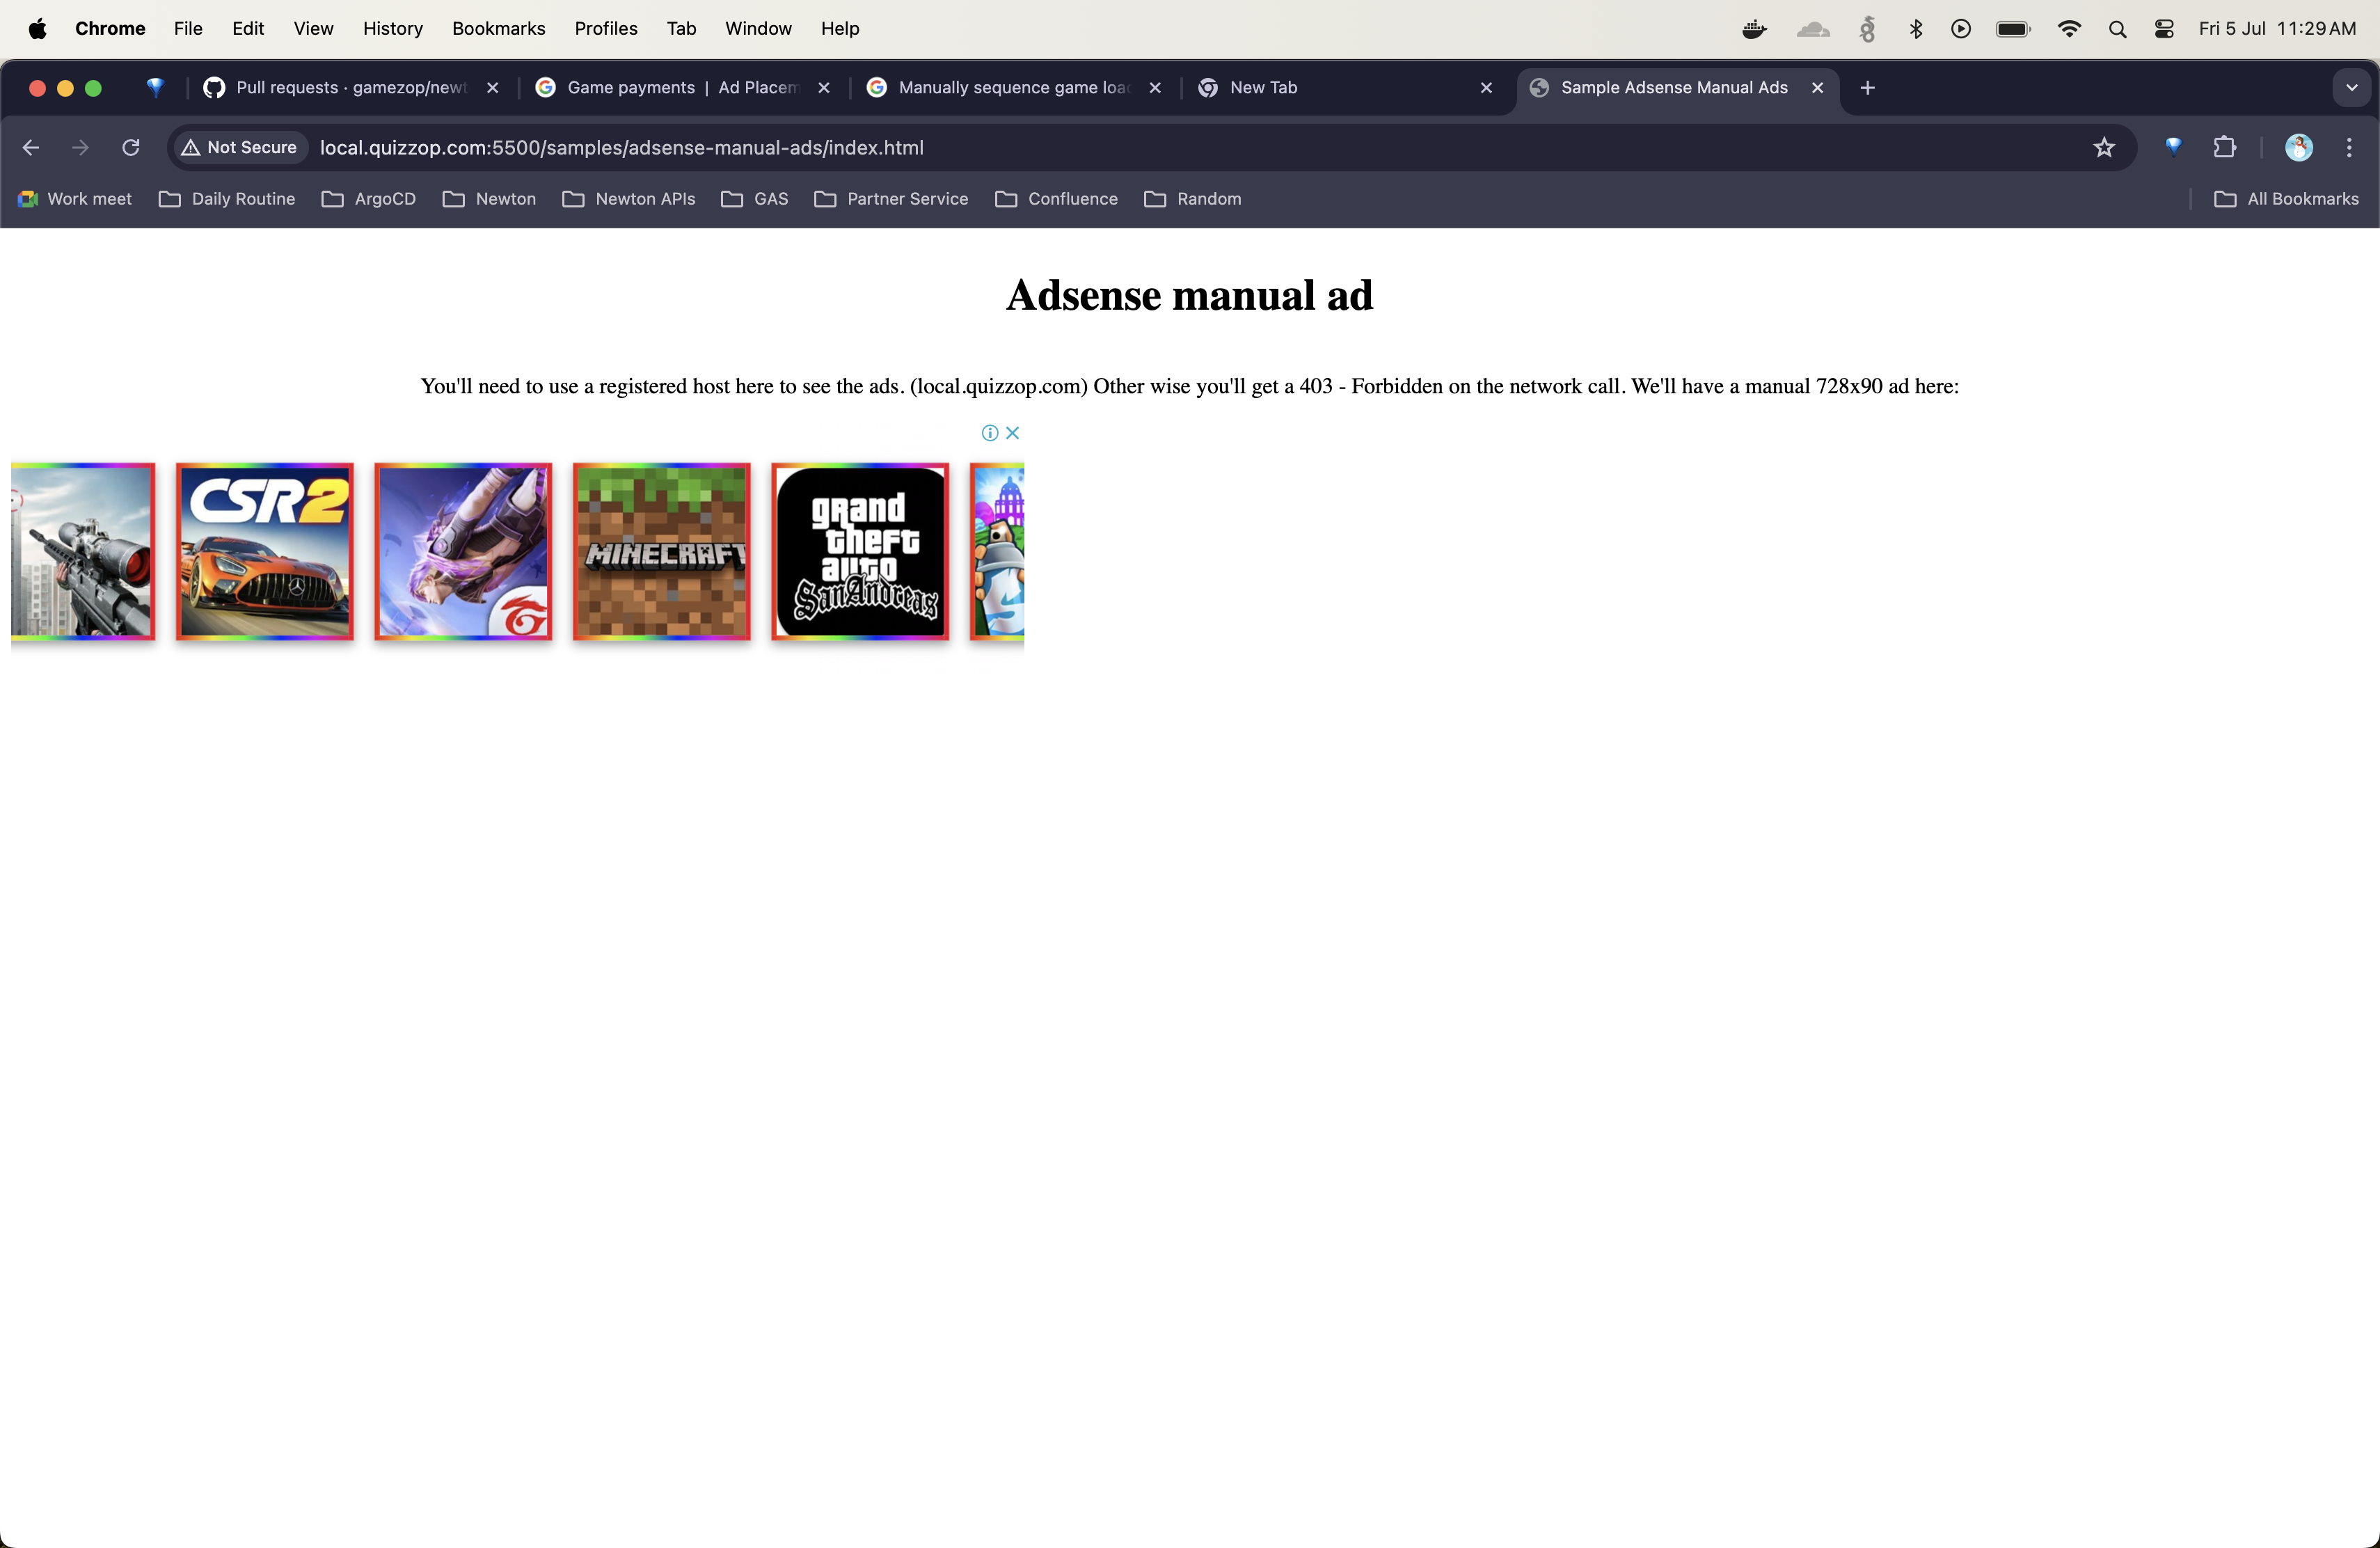 Chrome File Edit View History Bookmarks Profiles Tab Window Help Fri 5 Jul 11:29 AM
Pull requests · gamezop/newt Game payments | Ad Placem Manually sequence game loa New Tab Sample Adsense Manual Ads
Not Secure local.quizzop.com:5500/samples/adsense-manual-ads/index.html
Work meet Daily Routine ArgoCD Newton Newton APIs GAS Partner Service Confluence Random All Bookmarks
Adsense manual ad
You'll need to use a registered host here to see the ads. (local.quizzop.com) Other wise you'll get a 403 - Forbidden on the network call. We'll have a manual 728x90 ad here:
CSR2
MINECRAFT
grand
theft
auto
SanAndreas